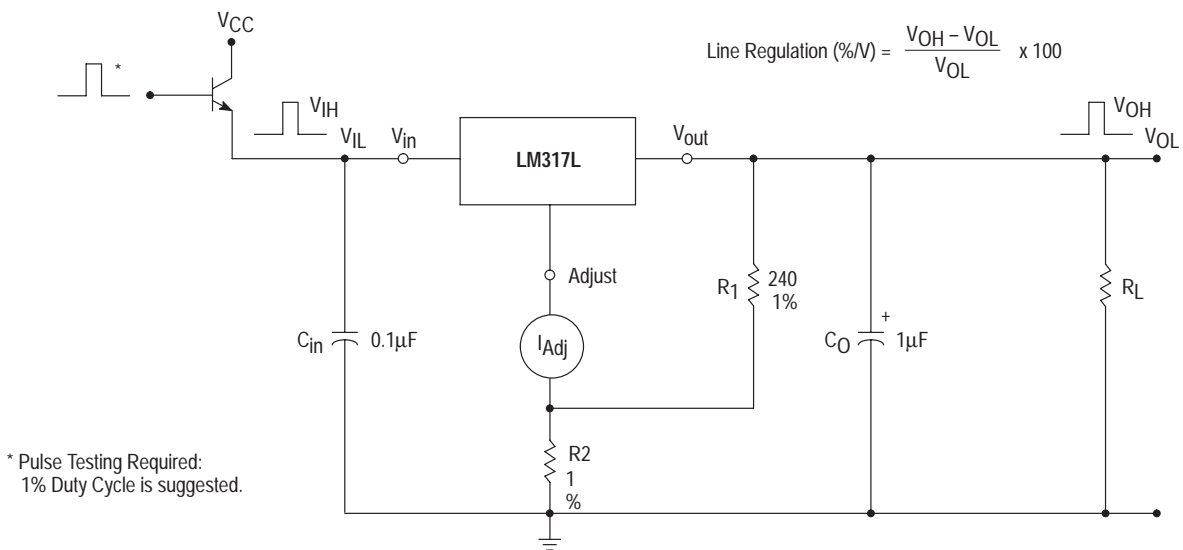 VCC
*
Line Regulation (%/V) = VOH – VOL / VOL x 100
VIH
VIL
Vin
LM317L
Vout
VOH
VOL
Adjust
R1
240
1%
RL
Cin
0.1μF
IAdj
CO
+
1μF
R2
1
%
* Pulse Testing Required:
1% Duty Cycle is suggested.